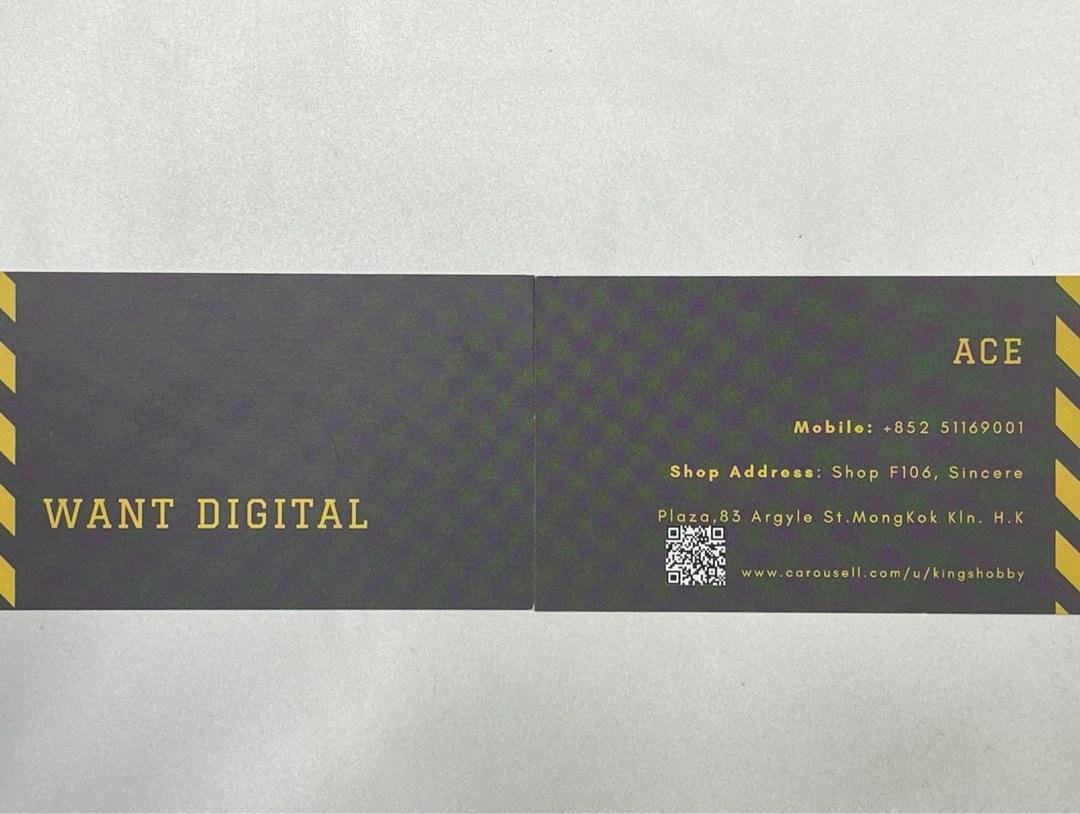 WANT DIGITAL
ACE
Mobile: +852 51169001
Shop Address: Shop F106, Sincere
Plaza,83 Argyle St.MongKok Kln. H.K
www.carousell.com/u/kingshobby